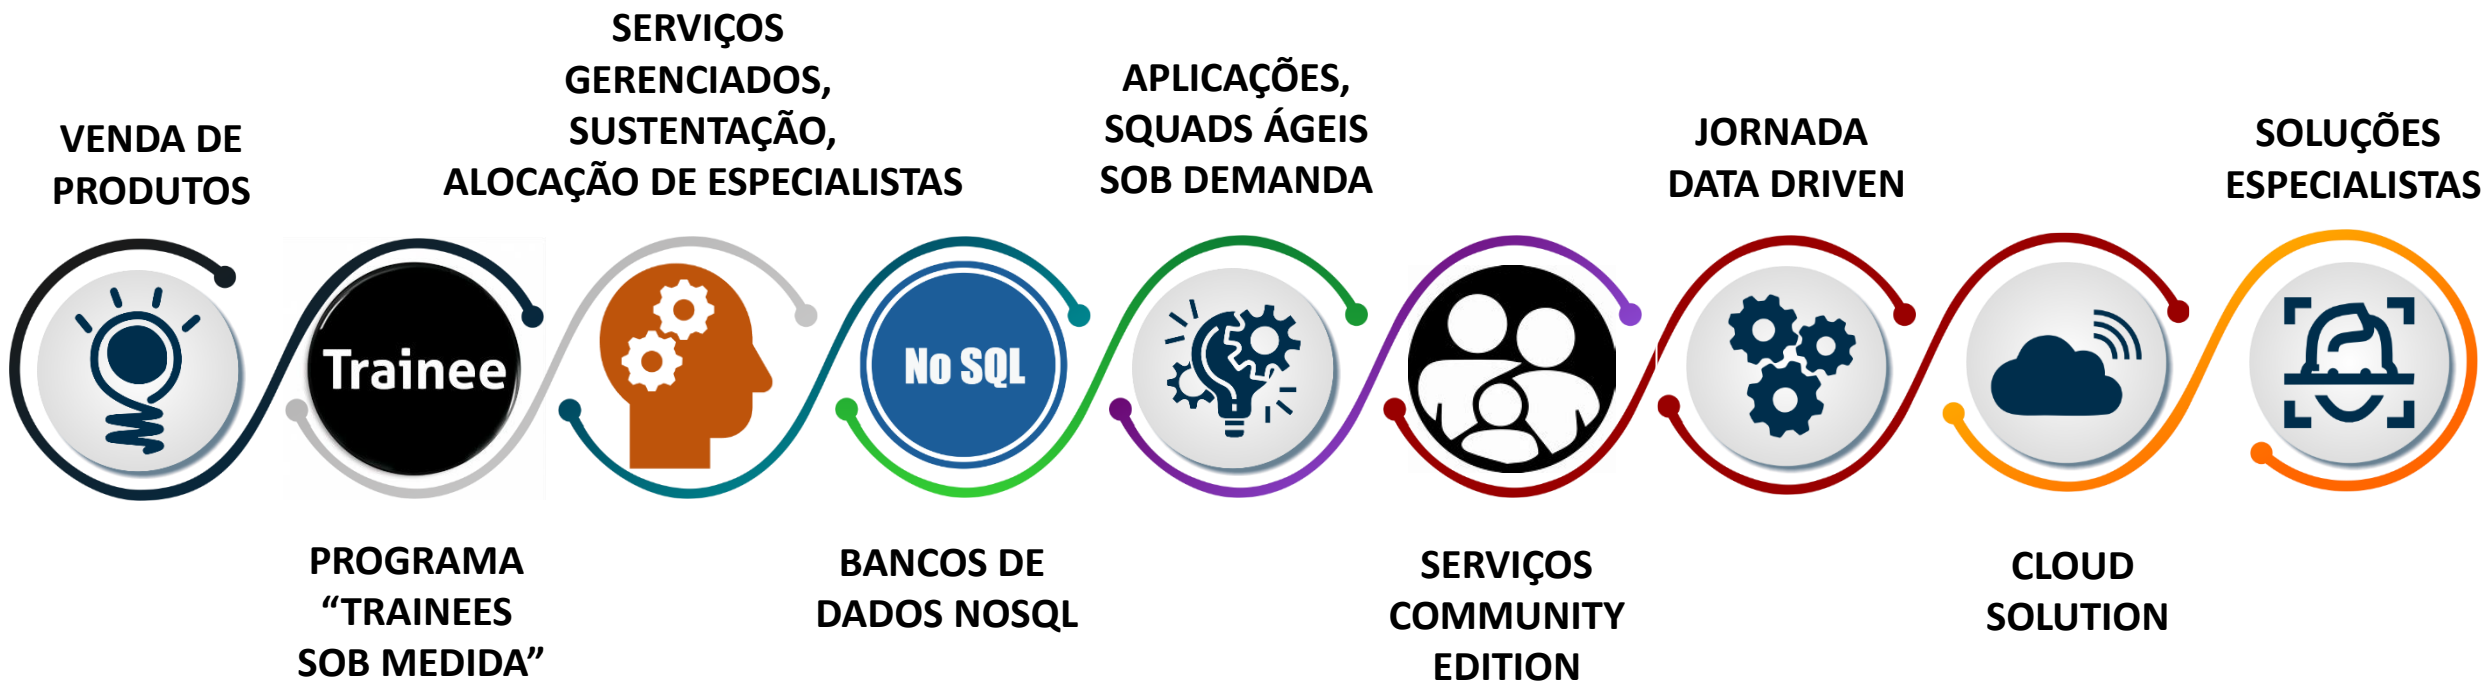 VENDA DE
PRODUTOS
Trainee
PROGRAMA
“TRAINEES
SOB MEDIDA”
SERVIÇOS
GERENCIADOS,
SUSTENTAÇÃO,
ALOCAÇÃO DE ESPECIALISTAS
No SQL
BANCOS DE
DADOS NOSQL
APLICAÇÕES,
SQUADS ÁGEIS
SOB DEMANDA
SERVIÇOS
COMMUNITY
EDITION
JORNADA
DATA DRIVEN
CLOUD
SOLUTION
SOLUÇÕES
ESPECIALISTAS